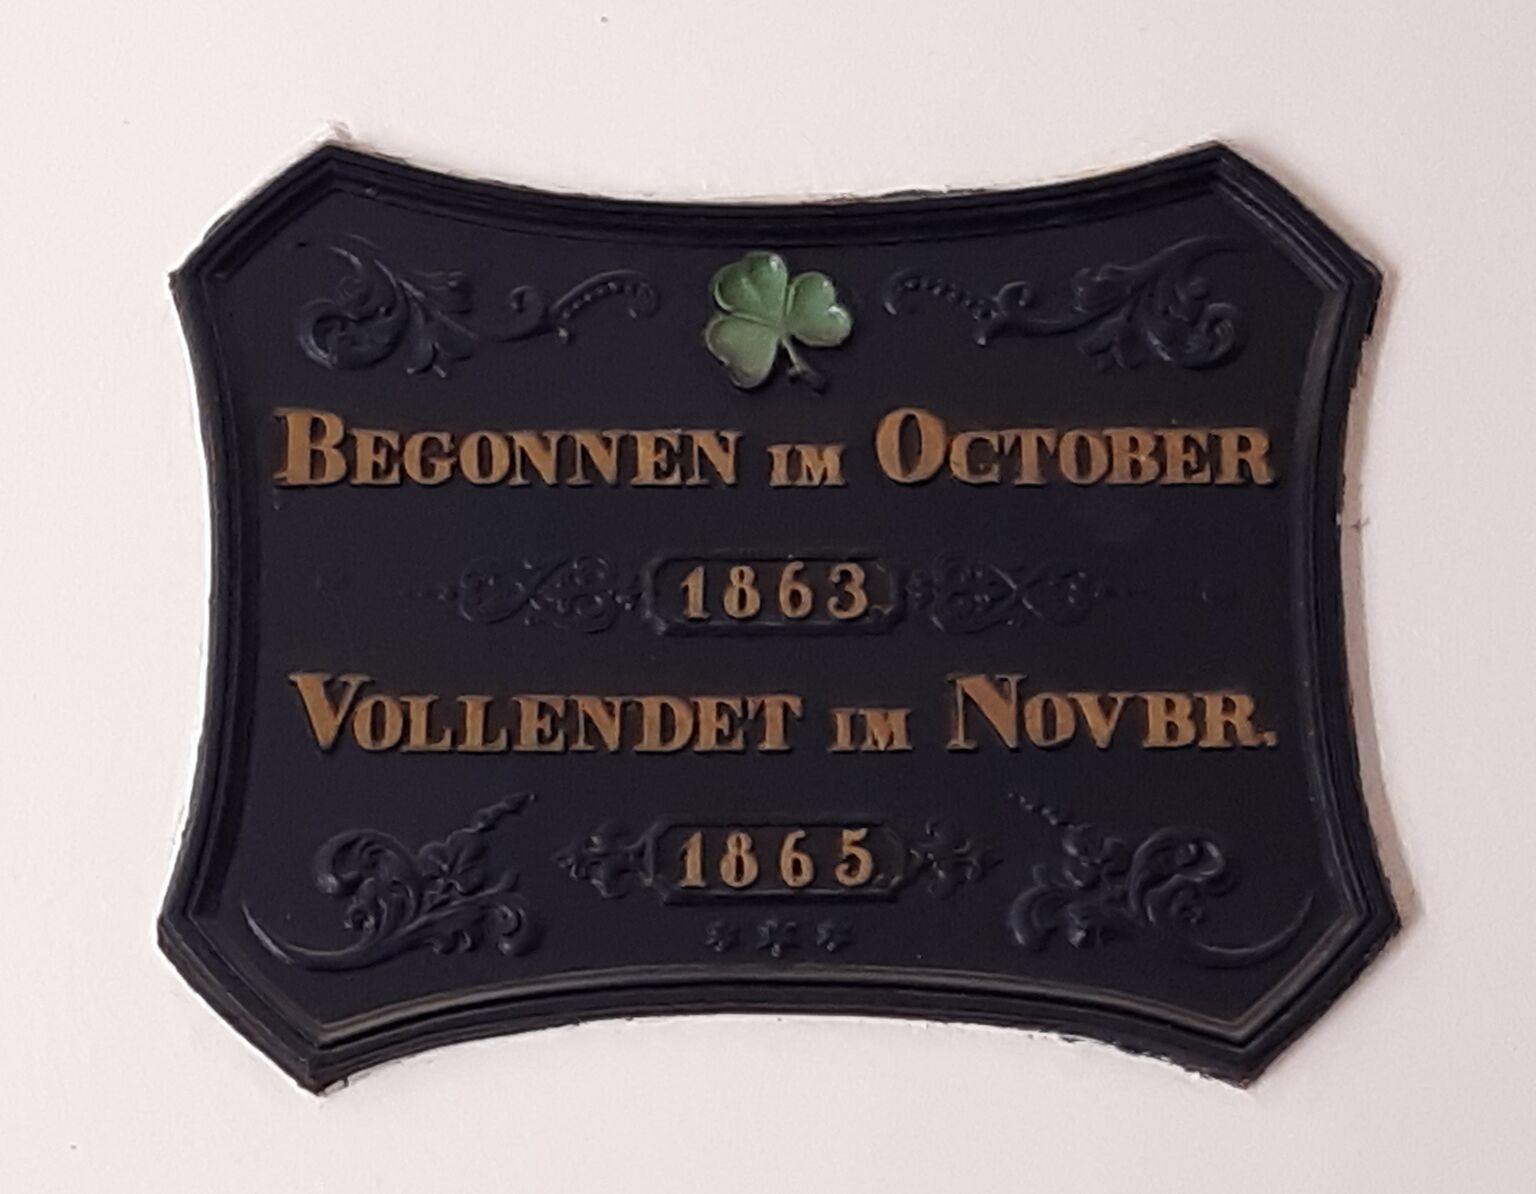 BEGONNEN IM OCTOBER
1863.
VOLLENDET IM NOVBR.
1865.